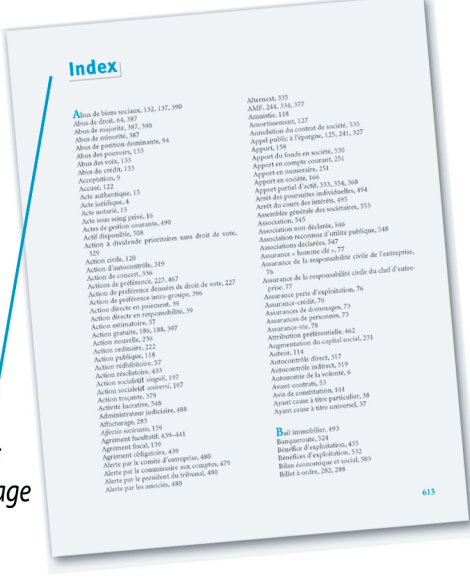 Index
Abus de biens sociaux, 132, 137, 390
Abus de droit, 64, 387
Abus de majorité, 387, 390
Abus de minorité, 387
Abus de position dominante, 94
Abus des pouvoirs, 133
Abus des voix, 133
Abus du crédit, 133
Acceptation, 9
Accusé, 122
Acte authentique, 15
Acte juridique, 4
Acte notarié, 15
Acte sous seing privé, 16
Actes de gestion courante, 490
Actif disponible, 508
Action à dividende prioritaires sans droit de vote,
329
Action civile, 120
Action d'autocontrôle, 319
Action de concert, 336
Actions de préférence, 227, 467
Action de préférence dénuées de droit de vote, 227
Action de préférence intra-groupe, 396
Action directe en paiement, 39
Action directe en responsabilité, 39
Action estimatoire, 57
Action gratuite, 186, 188, 397
Action nouvelle, 256
Action ordinaire, 222
Action publique, 118
Action rédhibitoire, 57
Action résolutoire, 433
Action socialeut singuli, 197
Action socialeut universi, 197
Action traçante, 379
Activité lucrative, 548
Administrateur judiciaire, 488
Affacturage, 283
Affectio societatis, 159
Agrément facultatif, 439-441
Agrément fiscal, 139
Agrément obligatoire, 439
Alerte par le comité d'entreprise, 480
Alerte par le commissaire aux comptes, 479
Alerte par le président du tribunal, 480
Alerte par les associés, 480
Alternext, 335
AMF, 244, 334, 377
Amnistie, 118
Amortissement, 127
Annulation du contrat de société, 535
Appel public à l'épargne, 125, 241, 327
Apport, 159
Apport du fonds en société, 530
Apport en compte courant, 251
Apport en numéraire, 251
Apport en société, 166
Apport partiel d'actif, 333, 354, 368
Arrêt des poursuites individuelles, 494
Arrêt du cours des intérêts, 495
Assemblée générale des sociétaires, 553
Association, 545
Association non déclarée, 546
Association reconnue d'utilité publique, 548
Associations déclarées, 547
Assurance « homme clé », 77
Assurance de la responsabilité civile de l'entreprise,
76
Assurance de la responsabilité civile du chef d'entre-
prise, 77
Assurance perte d'exploitation, 76
Assurance-crédit, 76
Assurances de dommages, 73
Assurances de personnes, 73
Assurance-vie, 78
Attribution préférentielle, 462
Augmentation du capital social, 231
Auteur, 114
Autocontrôle direct, 317
Autocontrôle indirect, 319
Autonomie de la volonté, 6
Avant-contrats, 53
Avis de constitution, 161
Ayant cause à titre particulier, 38
Ayant cause à titre universel, 37
Bail immobilier, 493
Banqueroute, 524
Bénéfice d'exploitation, 435
Bénéfices d'exploitation, 532
Bilan économique et social, 503
Billet à ordre, 282, 288
613